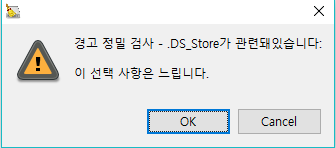 경고 정밀 검사 - .DS_Store가 관련돼있습니다:
이 선택 사항은 느립니다.
OK
Cancel